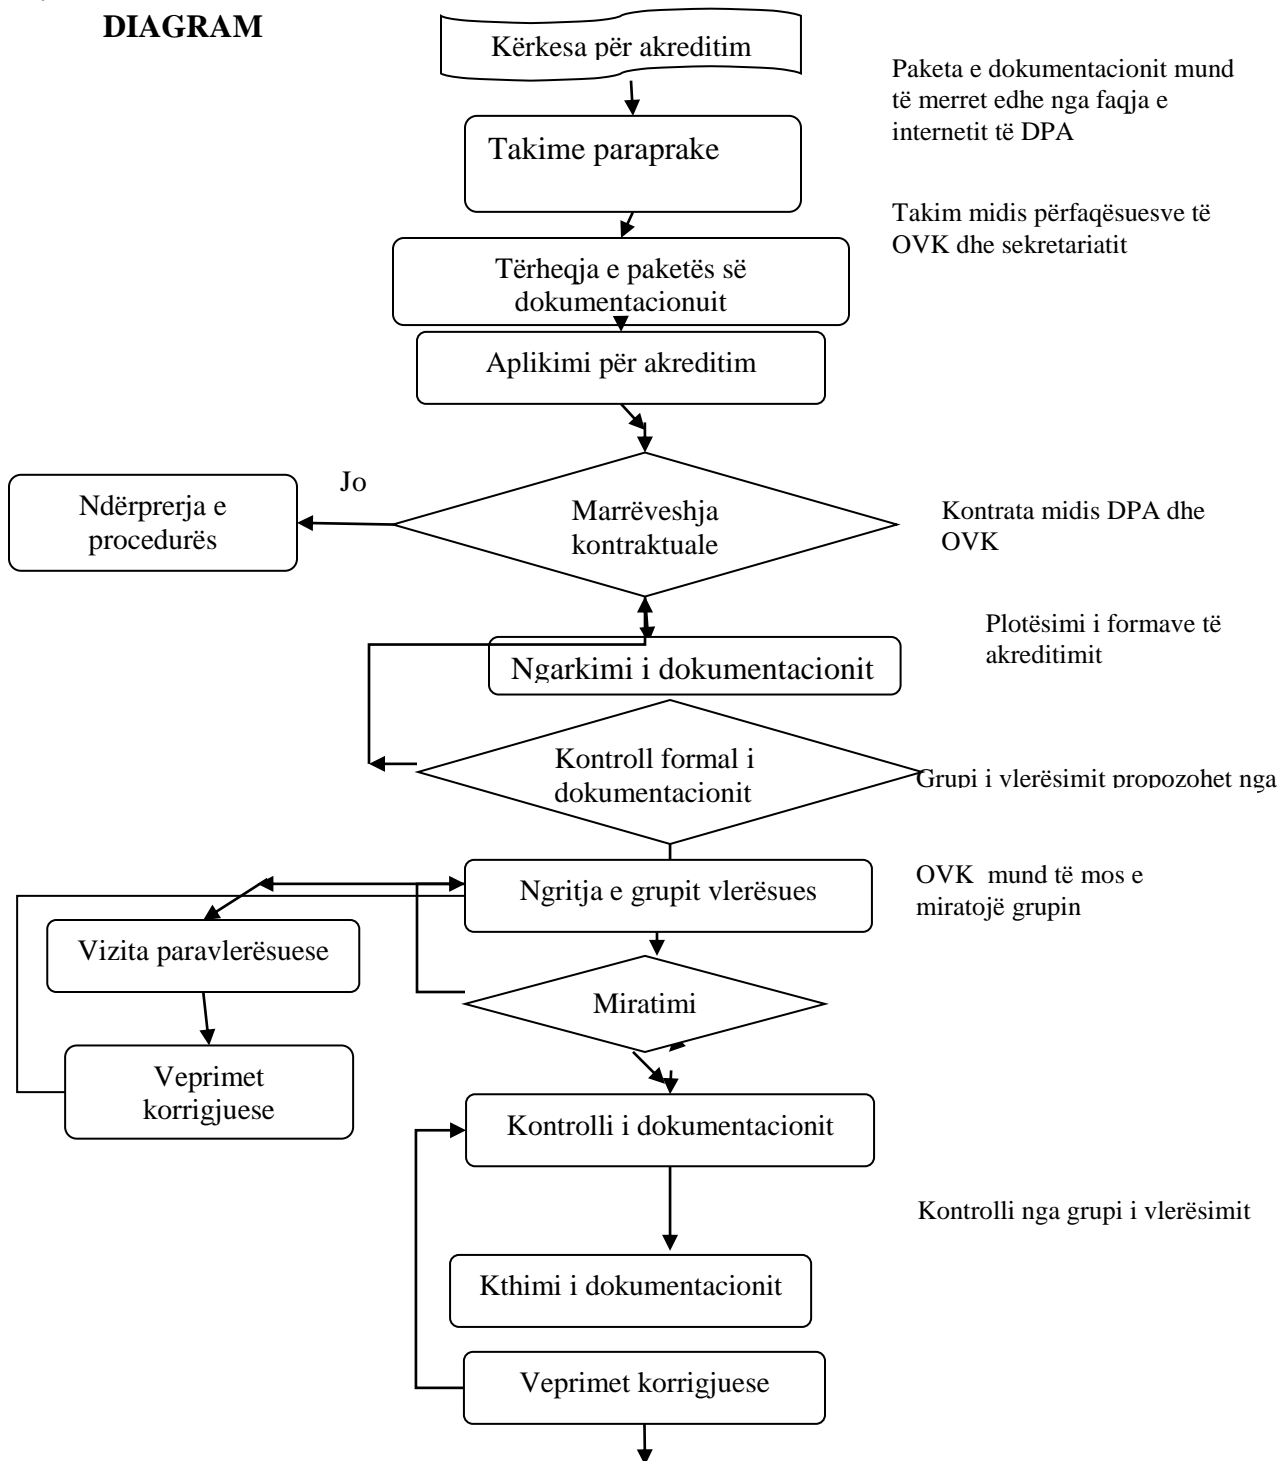 DIAGRAM
Kërkesa për akreditim
Paketa e dokumentacionit mund
të merret edhe nga faqja e
internetit të DPA
Takime paraprake
Takim midis përfaqësuesve të
OVK dhe sekretariatit
Tërheqja e paketës së
dokumentacionuit
Aplikimi për akreditim
Jo
Ndërprerja e
procedurës
Marrëveshja
kontraktuale
Kontrata midis DPA dhe
OVK
Plotësimi i formave të
akreditimit
Ngarkimi i dokumentacionit
Kontroll formal i
dokumentacionit
Grupi i vlerësimit propozohet nga
Ngritja e grupit vlerësues
OVK mund të mos e
miratojë grupin
Vizita paravlerësuese
Miratimi
Veprimet
korrigjuese
Kontrolli i dokumentacionit
Kontrolli nga grupi i vlerësimit
Kthimi i dokumentacionit
Veprimet korrigjuese